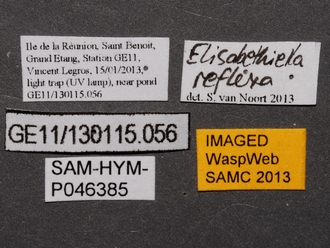 Ile de la Réunion, Saint Benoit,
Grand Etang, Station GE11,
Vincent Legros, 15/01/2013,
light trap (UV lamp), near pond
GE11/130115.056
Elisabethiella
reflexa
det. S. van Noort 2013
GE11/130115.056
SAM-HYM-
P046385
IMAGED
WaspWeb
SAMC 2013